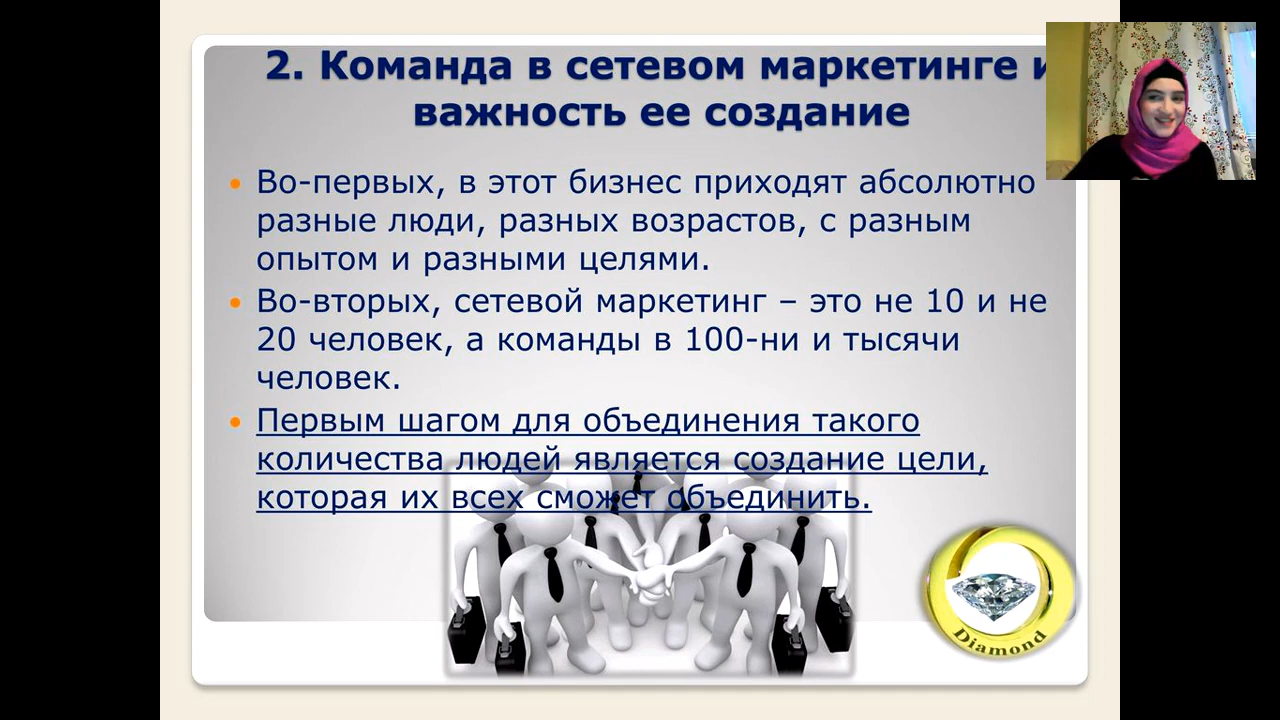 2. Команда в сетевом маркетинге и
важность ее создание
Во-первых, в этот бизнес приходят абсолютно
разные люди, разных возрастов, с разным
опытом и разными целями.
Во-вторых, сетевой маркетинг – это не 10 и не
20 человек, а команды в 100-ни и тысячи
человек.
Первым шагом для объединения такого
количества людей является создание цели,
которая их всех сможет объединить.
Diamond